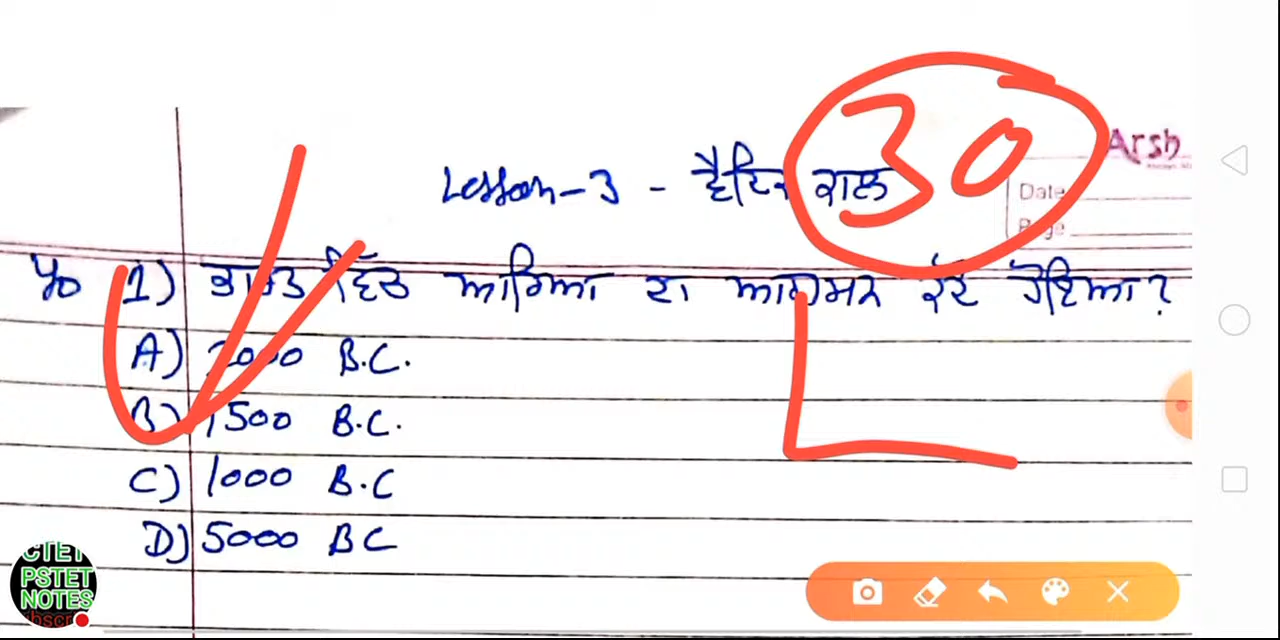 30
Arsh
Lesson-3 - ਵੈਦਿਕ ਕਾਲ
Date
Page
ਪ੍ਰ 1) ਭਾਰਤ ਵਿੱਚ ਆਰਿਆ ਦਾ ਆਗਮਨ ਕਦੋਂ ਹੋਇਆ?
A) 2000 B.C.
B) 1500 B.C.
C) 1000 B.C
D) 5000 BC
CTET
PSTET
NOTES